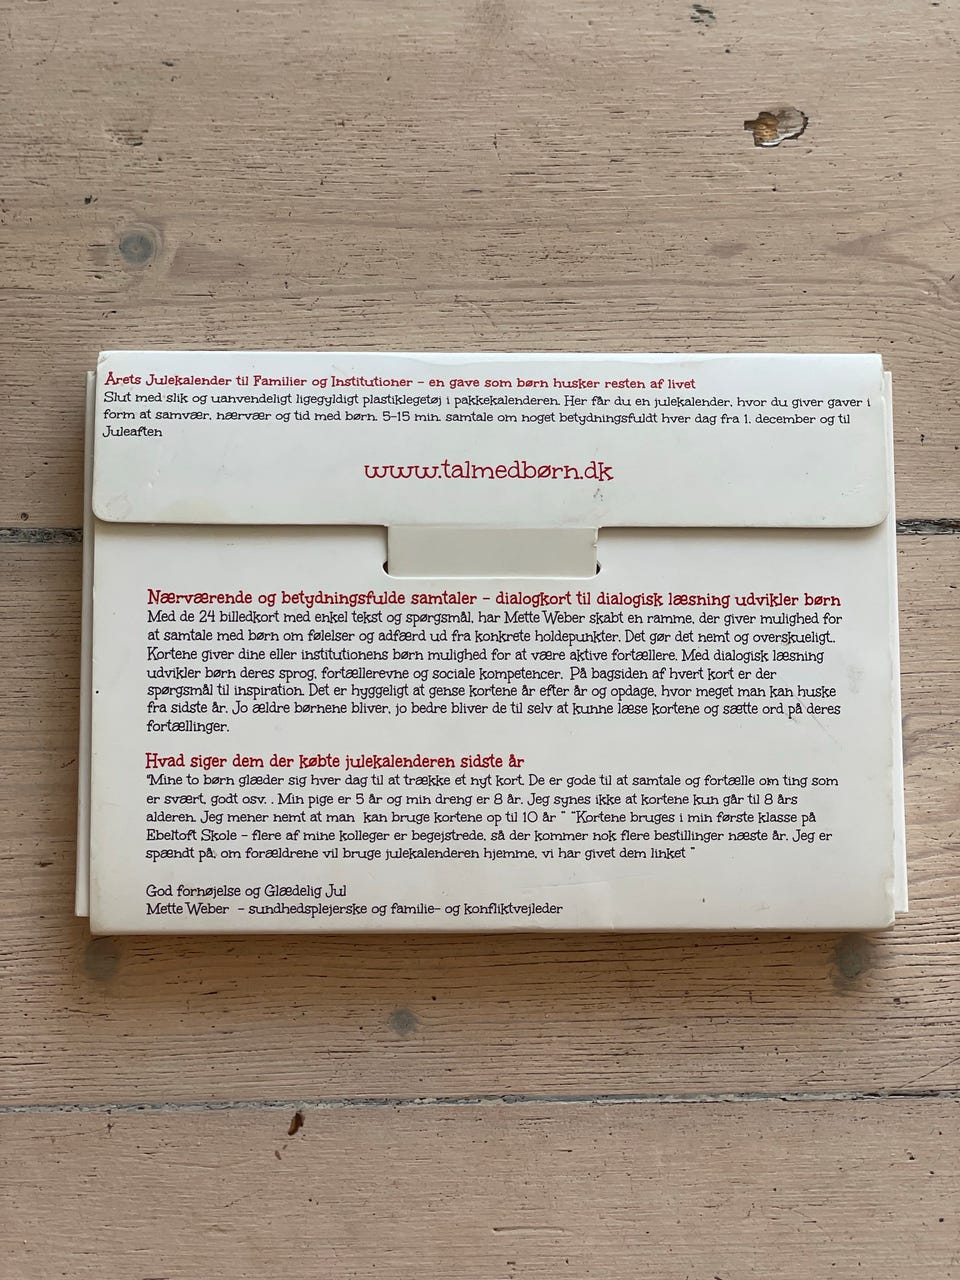 Årets Julekalender til Familier og Institutioner - en gave som børn husker resten af livet
Slut med slik og uanvendeligt ligegyldigt plastiklegetøj i pakkekalenderen. Her får du en julekalender, hvor du giver gaver i
form at samvær, nærvær og tid med børn. 5-15 min. samtale om noget betydningsfuldt hver dag fra 1. december og til
Juleaften
www.talmedbørn.dk
Nærværende og betydningsfulde samtaler - dialogkort til dialogisk læsning udvikler børn
Med de 24 billedkort med enkel tekst og spørgsmål, har Mette Weber skabt en ramme, der giver mulighed for
at samtale med børn om følelser og adfærd ud fra konkrete holdepunkter. Det gør det nemt og overskueligt..
Kortene giver dine eller institutionens børn mulighed for at være aktive fortællere. Med dialogisk læsning
udvikler børn deres sprog, fortællerevne og sociale kompetencer. På bagsiden af hvert kort er der
spørgsmål til inspiration. Det er hyggeligt at gense kortene år efter år og opdage, hvor meget man kan huske
fra sidste år. Jo ældre børnene bliver, jo bedre bliver de til selv at kunne læse kortene og sætte ord på deres
fortællinger.
Hvad siger dem der købte julekalenderen sidste år
"Mine to børn glæder sig hver dag til at trække et nyt kort. De er gode til at samtale og fortælle om ting som
er svært, godt osv. . Min pige er 5 år og min dreng er 8 år. Jeg synes ikke at kortene kun går til 8 års
alderen. Jeg mener nemt at man kan bruge kortene op til 10 år " "Kortene bruges i min første klasse på
Ebeltoft Skole - flere af mine kolleger er begejstrede, så der kommer nok flere bestillinger næste år. Jeg er
spændt på, om forældrene vil bruge julekalenderen hjemme, vi har givet dem linket "
God fornøjelse og Glædelig Jul
Mette Weber - sundhedsplejerske og familie- og konfliktvejleder